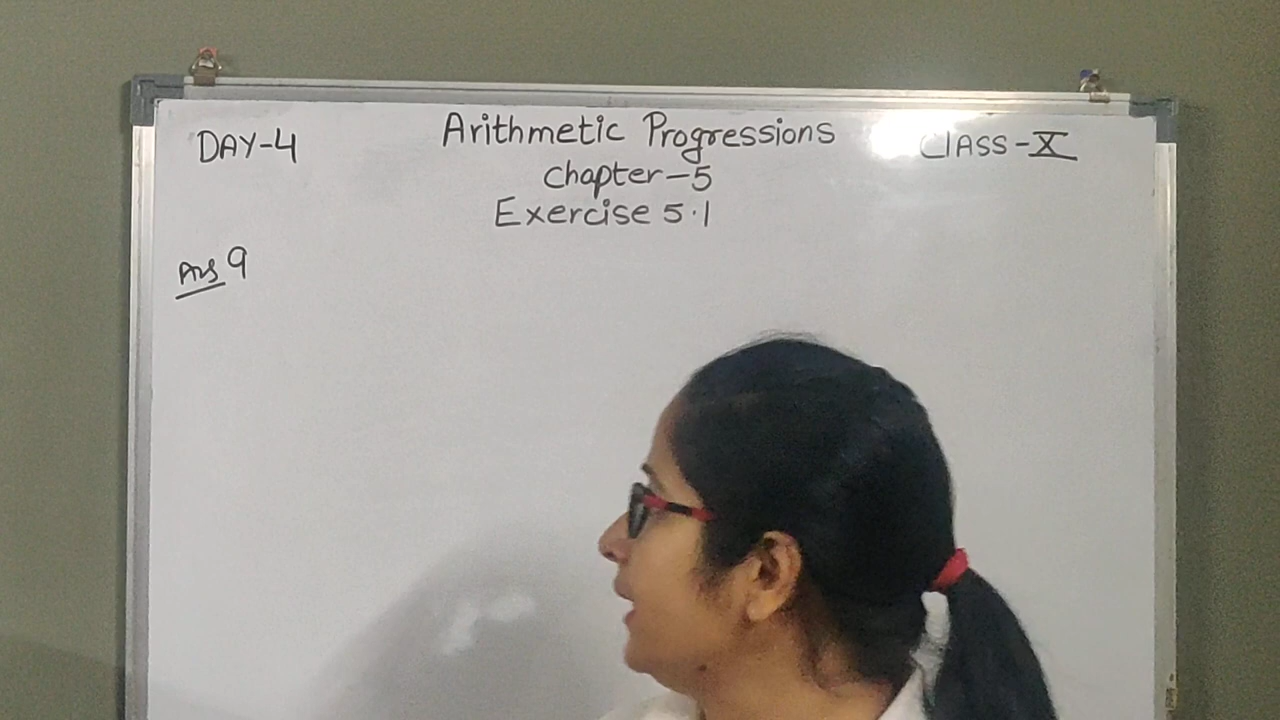 DAY-4 Arithmetic Progressions CLASS-X
Chapter-5
Exercise 5.1
Ans 9